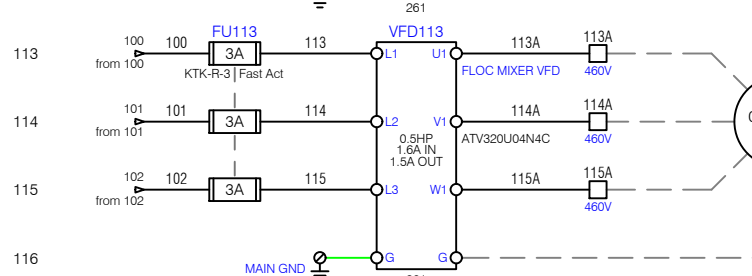 261
FU113
VFD113
113
100
from 100
100
3A
113
L1
U1
113A
113A
460V
KTK-R-3
Fast Act
FLOC MIXER VFD
114
101
from 101
101
3A
114
L2
V1
114A
114A
460V
0.5HP
1.6A IN
1.5A OUT
ATV320U04N4C
115
102
from 102
102
3A
115
L3
W1
115A
115A
460V
116
MAIN GND
G
G